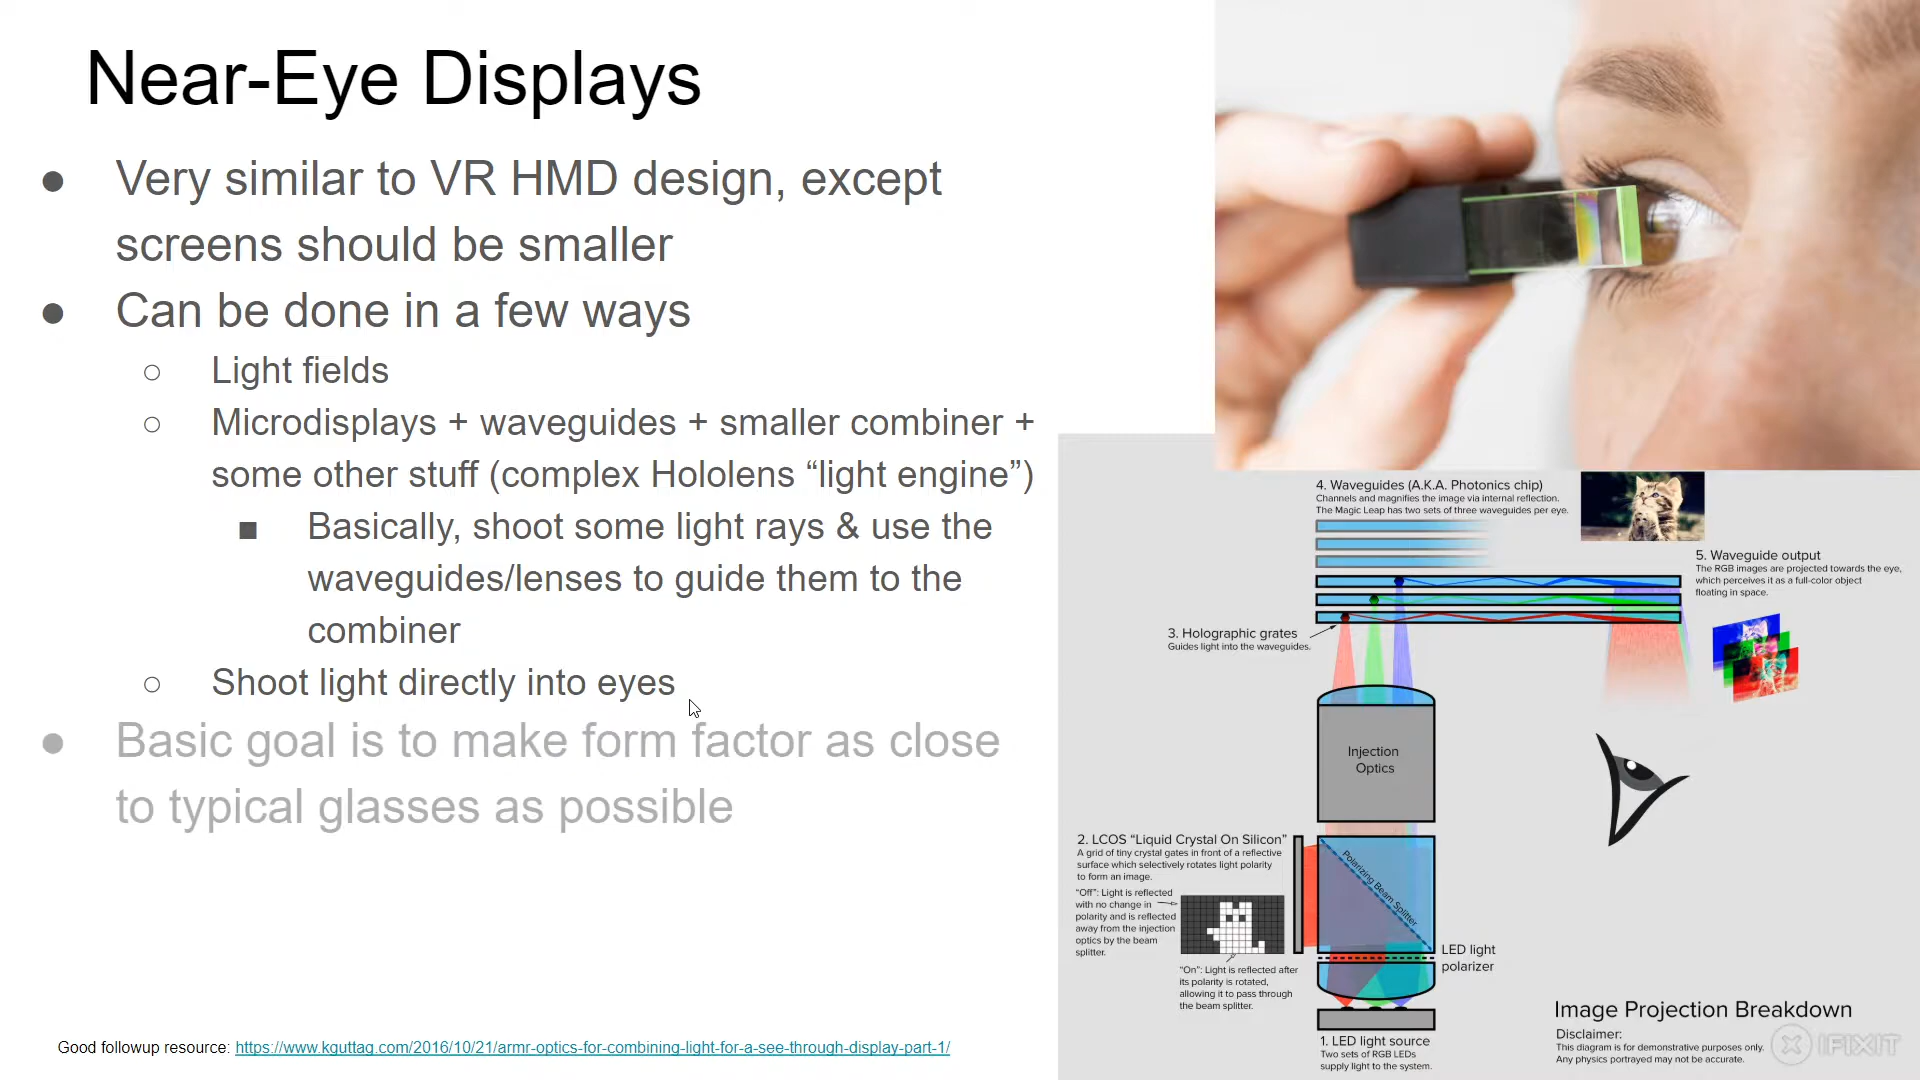 Near-Eye Displays
● Very similar to VR HMD design, except
screens should be smaller
● Can be done in a few ways
○ Light fields
○ Microdisplays + waveguides + smaller combiner +
some other stuff (complex Hololens “light engine”)
■ Basically, shoot some light rays & use the
waveguides/lenses to guide them to the
combiner
○ Shoot light directly into eyes
● Basic goal is to make form factor as close
to typical glasses as possible
Good followup resource: https://www.kguttag.com/2016/10/21/armr-optics-for-combining-light-for-a-see-through-display-part-1/
4. Waveguides (A.K.A. Photonics chip)
Channels and magnifies the image via internal reflection.
The Magic Leap has two sets of three waveguides per eye.
5. Waveguide output
The RGB images are projected towards the eye,
which perceives it as a full-color object
floating in space.
3. Holographic grates
Guides light into the waveguides.
Injection
Optics
2. LCOS “Liquid Crystal On Silicon”
A grid of tiny crystal gates in front of a reflective
surface which selectively rotates light polarity
to form an image.
“Off”: Light is reflected
with no change in
polarity and is reflected
away from the injection
optics by the beam
splitter.
Polarizing Beam Splitter
“On”: Light is reflected after
its polarity is rotated,
allowing it to pass through
the beam splitter.
LED light
polarizer
1. LED light source
Two sets of RGB LEDs
supply light to the system.
Image Projection Breakdown
Disclaimer:
This diagram is for demonstrative purposes only.
Any physics portrayed may not be accurate.
IFIXIT